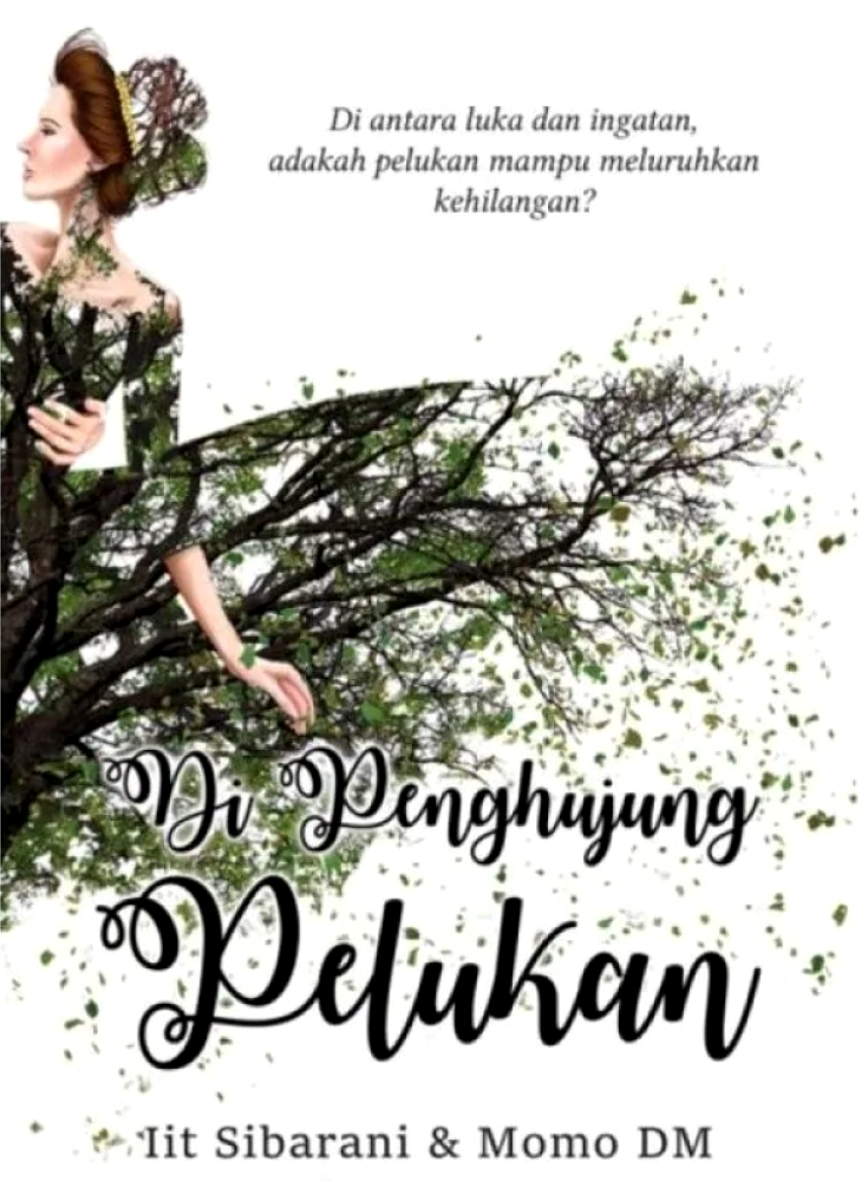 Di antara luka dan ingatan,
adakah pelukan mampu meluruhkan
kehilangan?
Di Penghujung
Pelukan
Iit Sibarani & Momo DM